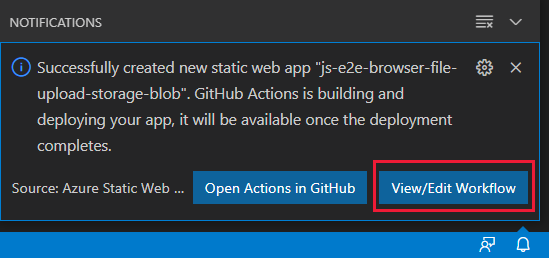 NOTIFICATIONS
Successfully created new static web app "js-e2e-browser-file-
upload-storage-blob". GitHub Actions is building and
deploying your app, it will be available once the deployment
completes.
Source: Azure Static Web ...
Open Actions in GitHub
View/Edit Workflow